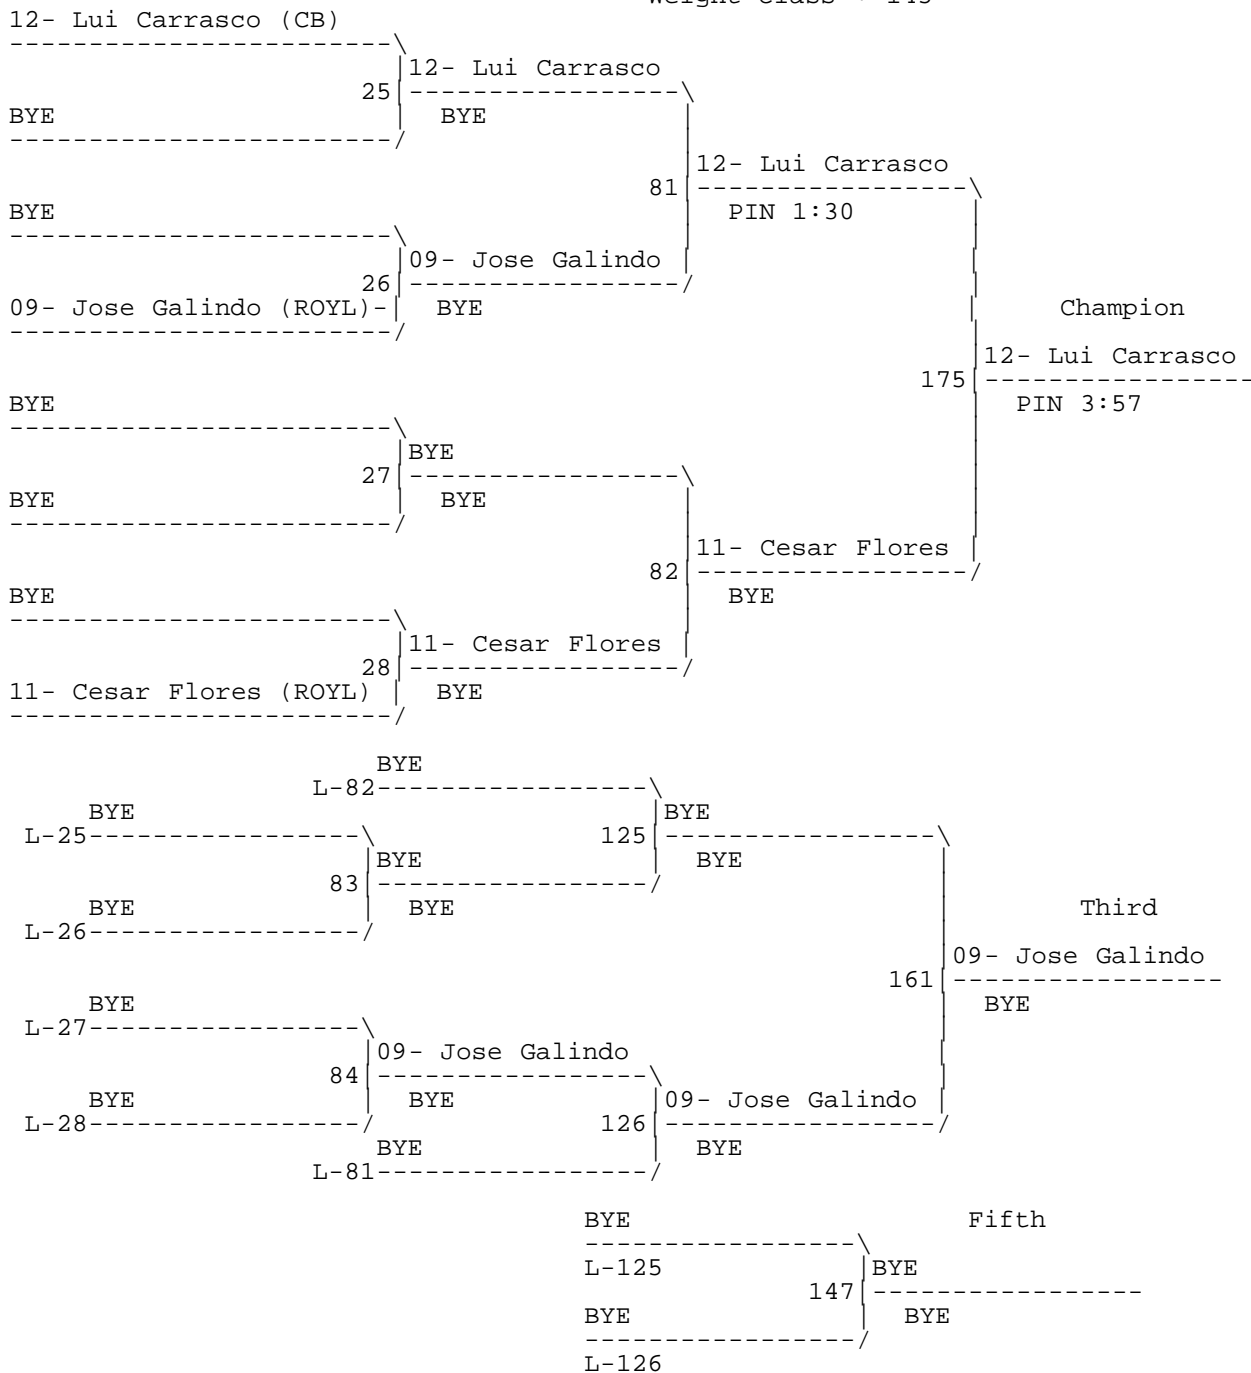 12- Lui Carrasco (CB)
12- Lui Carrasco
25
BYE
BYE
12- Lui Carrasco
81
BYE
PIN 1:30
09- Jose Galindo
26
09- Jose Galindo (ROYL)-
BYE
Champion
12- Lui Carrasco
175
BYE
PIN 3:57
BYE
27
BYE
BYE
11- Cesar Flores
82
BYE
BYE
11- Cesar Flores
28
11- Cesar Flores (ROYL)
BYE
BYE
L-82
BYE
BYE
L-25
125
BYE
BYE
83
BYE
BYE
Third
L-26
09- Jose Galindo
161
BYE
BYE
L-27
09- Jose Galindo
84
BYE
BYE
09- Jose Galindo
L-28
126
BYE
BYE
L-81
BYE
Fifth
L-125
BYE
147
BYE
BYE
L-126